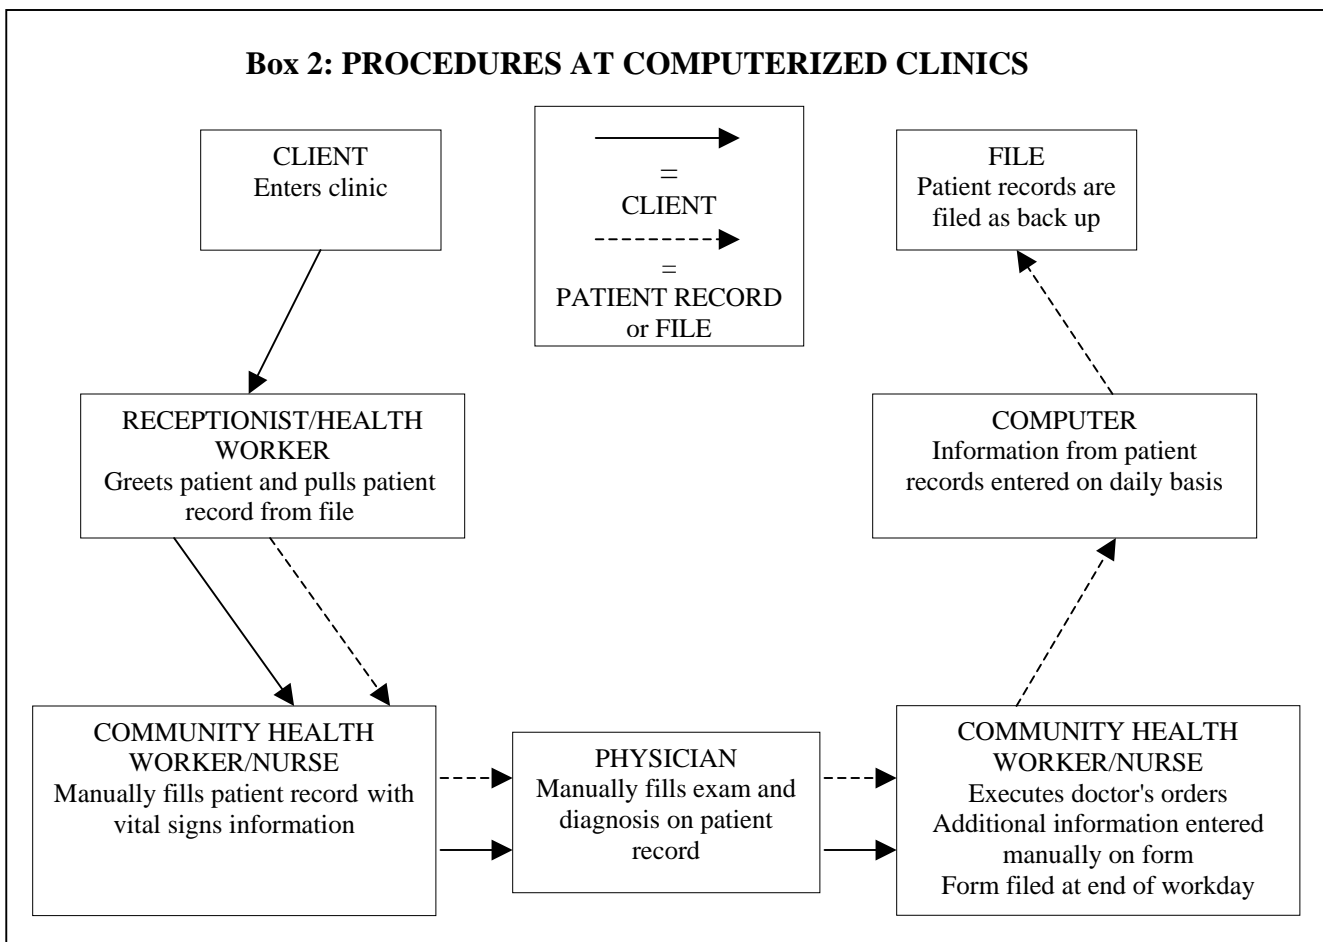 Box 2: PROCEDURES AT COMPUTERIZED CLINICS
CLIENT
Enters clinic
=
CLIENT
=
PATIENT RECORD
or FILE
FILE
Patient records are
filed as back up
RECEPTIONIST/HEALTH
WORKER
Greets patient and pulls patient
record from file
COMPUTER
Information from patient
records entered on daily basis
COMMUNITY HEALTH
WORKER/NURSE
Manually fills patient record with
vital signs information
PHYSICIAN
Manually fills exam and
diagnosis on patient
record
COMMUNITY HEALTH
WORKER/NURSE
Executes doctor's orders
Additional information entered
manually on form
Form filed at end of workday